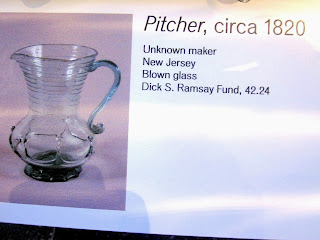 Pitcher, circa 1820
Unknown maker
New Jersey
Blown glass
Dick S. Ramsay Fund, 42.24